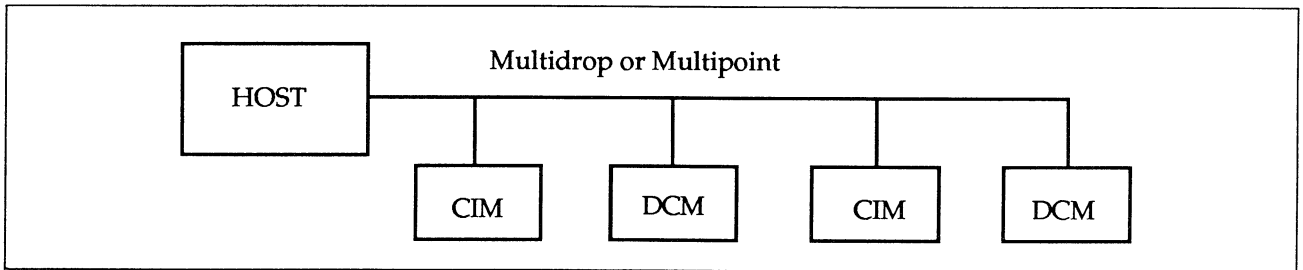 Multidrop or Multipoint
HOST
CIM
DCM
CIM
DCM